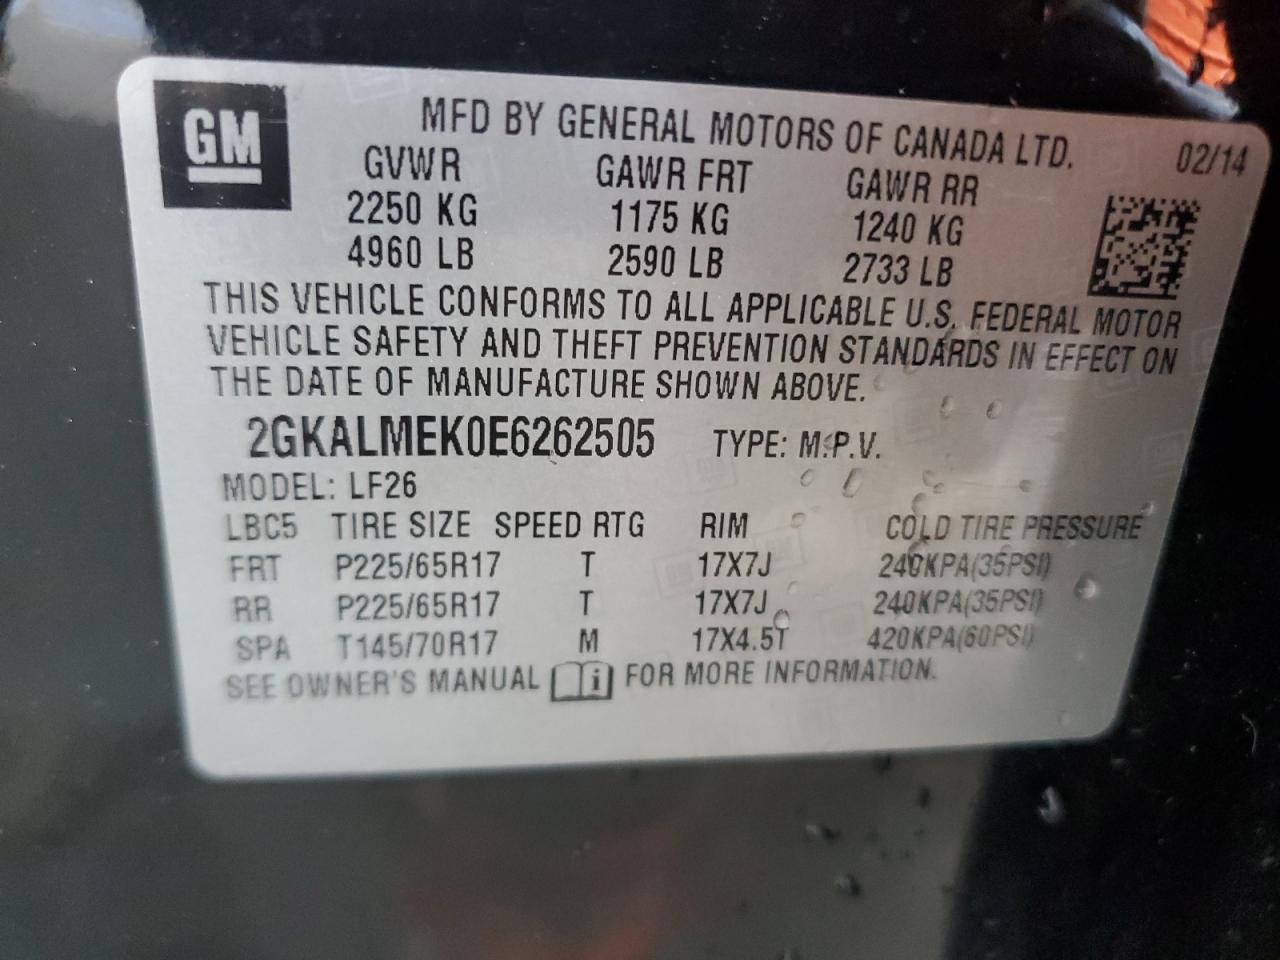 GM
MFD BY GENERAL MOTORS OF CANADA LTD. 02/14
GVWR GAWR FRT GAWR RR
2250 KG 1175 KG 1240 KG
4960 LB 2590 LB 2733 LB
THIS VEHICLE CONFORMS TO ALL APPLICABLE U.S. FEDERAL MOTOR
VEHICLE SAFETY AND THEFT PREVENTION STANDARDS IN EFFECT ON
THE DATE OF MANUFACTURE SHOWN ABOVE.
2GKALMEK0E6262505 TYPE: M.P.V.
MODEL: LF26
LBC5 TIRE SIZE SPEED RTG RIM COLD TIRE PRESSURE
FRT P225/65R17 T 17X7J 240KPA(35PSI)
RR P225/65R17 T 17X7J 240KPA(35PSI)
SPA T145/70R17 M 17X4.5T 420KPA(60PSI)
SEE OWNER'S MANUAL i FOR MORE INFORMATION.